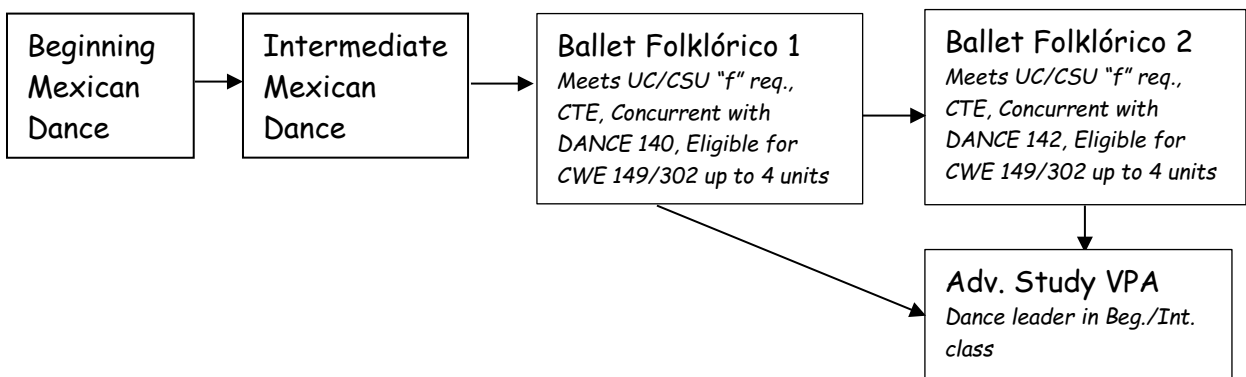 Beginning
Mexican
Dance
Intermediate
Mexican
Dance
Ballet Folklórico 1
Meets UC/CSU “f” req.,
CTE, Concurrent with
DANCE 140, Eligible for
CWE 149/302 up to 4 units
Ballet Folklórico 2
Meets UC/CSU “f” req.,
CTE, Concurrent with
DANCE 142, Eligible for
CWE 149/302 up to 4 units
Adv. Study VPA
Dance leader in Beg./Int.
class